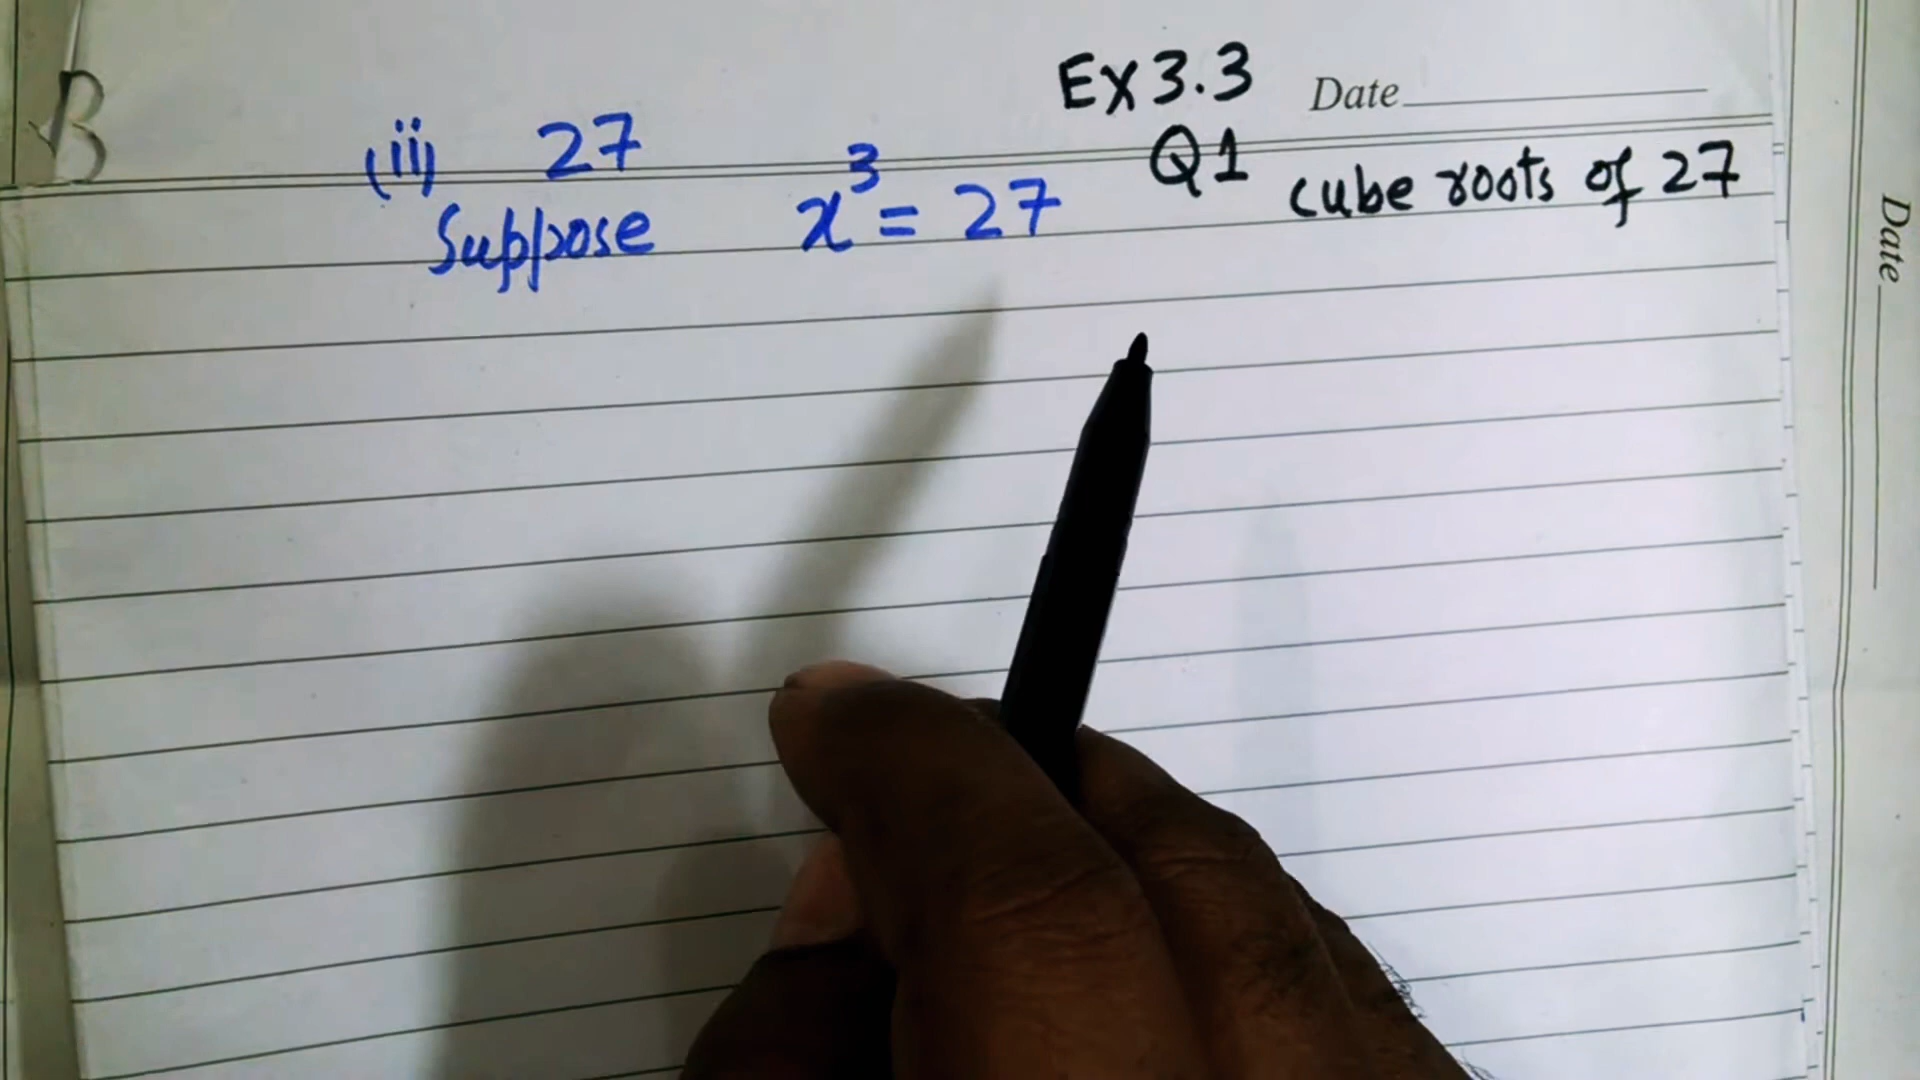 Ex 3.3 Date
B
(ii) 27
Q1 cube roots of 27
Suppose x³ = 27
Date